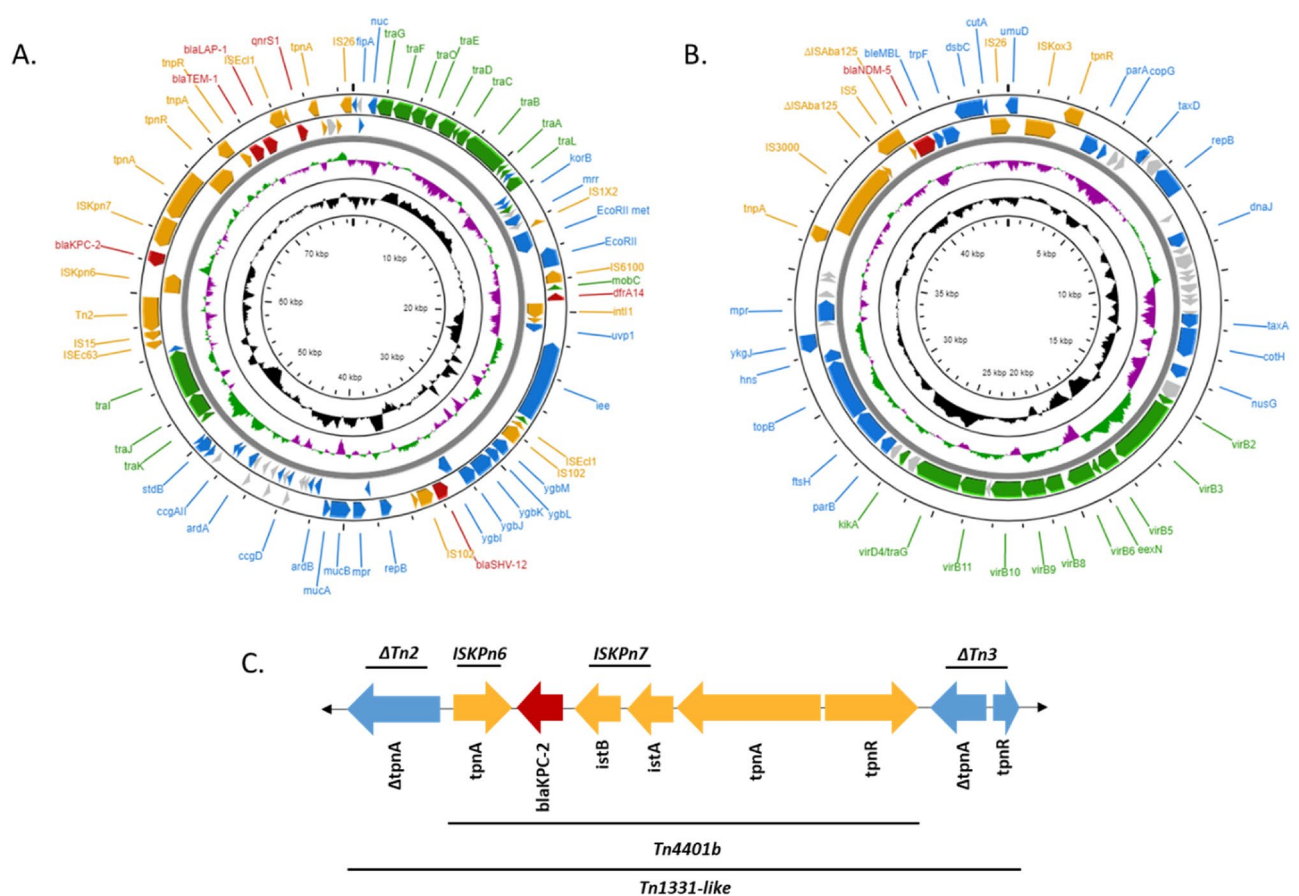 A.
nuc
fipA
IS26
traG
traF
traO
traE
traD
traC
traB
traA
traL
korB
mrr
IS1X2
EcoRII met
EcoRII
IS6100
mobC
dfrA14
intI1
uvp1
iee
ISEcl1
IS102
ygbM
ygbL
ygbK
ygbJ
ygbI
blaSHV-12
IS102
repB
mpr
mucB
mucA
ardB
ccgD
ardA
ccgAII
stdB
traK
traJ
traI
ISEc63
IS15
Tn2
ISKpn6
blaKPC-2
ISKpn7
tpnA
tpnR
tnpA
tnpR
blaTEM-1
blaLAP-1
ISEcl1
qnrS1
tpnA
10 kbp
20 kbp
30 kbp
40 kbp
50 kbp
60 kbp
70 kbp
B.
cutA
IS26
umuD
ISKox3
tnpR
parA
copG
taxD
repB
dnaJ
taxA
cotH
nusG
virB2
virB3
virB5
eexN
virB6
virB8
virB9
virB10
virB11
virD4/traG
kikA
parB
ftsH
topB
hns
ykgJ
mpr
tnpA
IS3000
ΔISAba125
IS5
ΔISAba125
blaNDM-5
bleMBL
trpF
dsbC
5 kbp
10 kbp
15 kbp
20 kbp
25 kbp
30 kbp
35 kbp
40 kbp
C.
ΔTn2
ISKPn6
ISKPn7
ΔTn3
ΔtpnA
tpnA
blaKPC-2
istB
istA
tpnA
tpnR
ΔtpnA
tpnR
Tn4401b
Tn1331-like